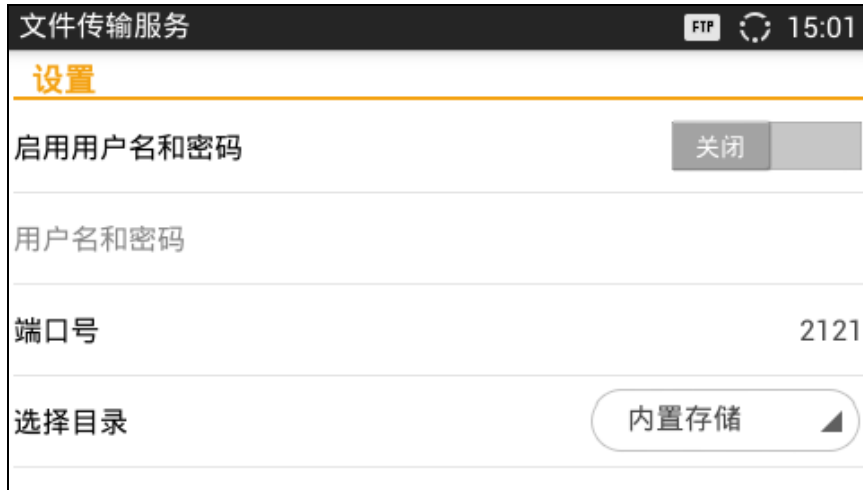 文件传输服务 FTP 15:01
设置
启用用户名和密码 关闭
用户名和密码
端口号 2121
选择目录 内置存储